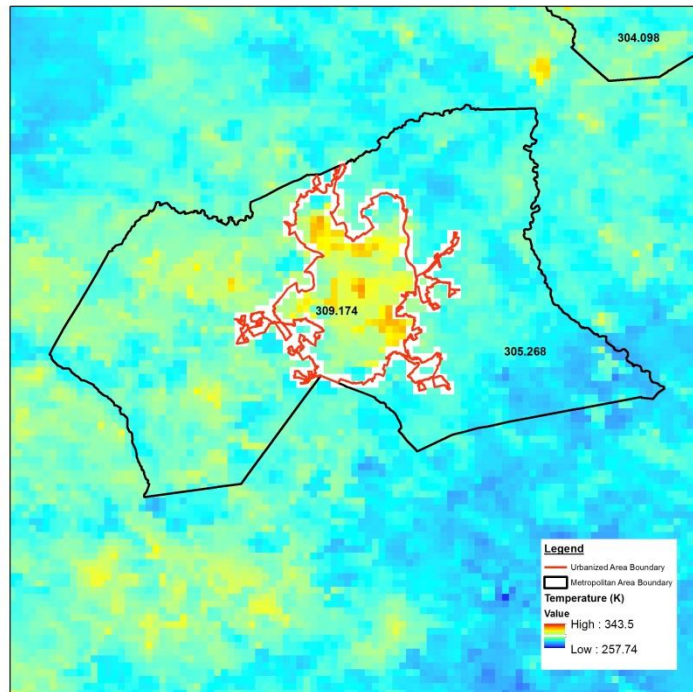 304.098
309.174
305.268
Legend
Urbanized Area Boundary
Metropolitan Area Boundary
Temperature (K)
Value
High : 343.5
Low : 257.74